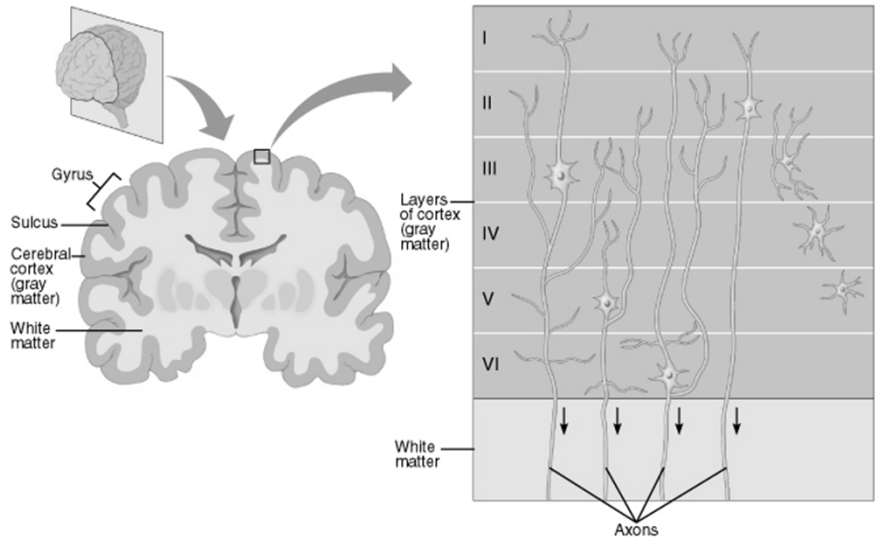 Gyrus
Sulcus
Cerebral
cortex
(gray
matter)
White
matter
Layers
of cortex
(gray
matter)
I
II
III
IV
V
VI
White
matter
Axons